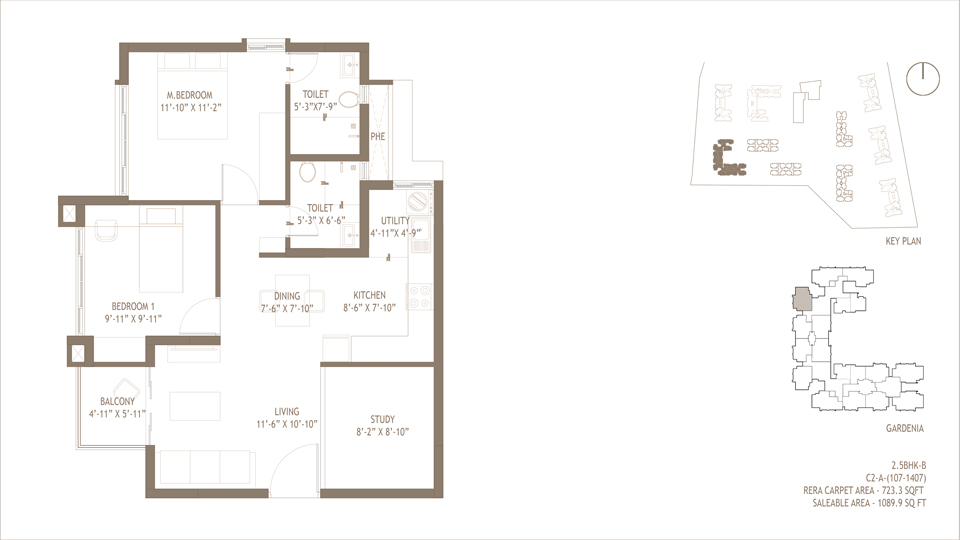 M.BEDROOM
11'-10" X 11'-2"
TOILET
5'-3"X7'-9"
PHE
TOILET
5'-3" X 6'-6"
UTILITY
4'-11"X 4'-9"
BEDROOM 1
9'-11" X 9'-11"
DINING
7'-6" X 7'-10"
KITCHEN
8'-6" X 7'-10"
BALCONY
4'-11" X 5'-11"
LIVING
11'-6" X 10'-10"
STUDY
8'-2" X 8'-10"
KEY PLAN
GARDENIA
2.5BHK-B
C2-A-(107-1407)
RERA CARPET AREA - 723.3 SQFT
SALEABLE AREA - 1089.9 SQ FT